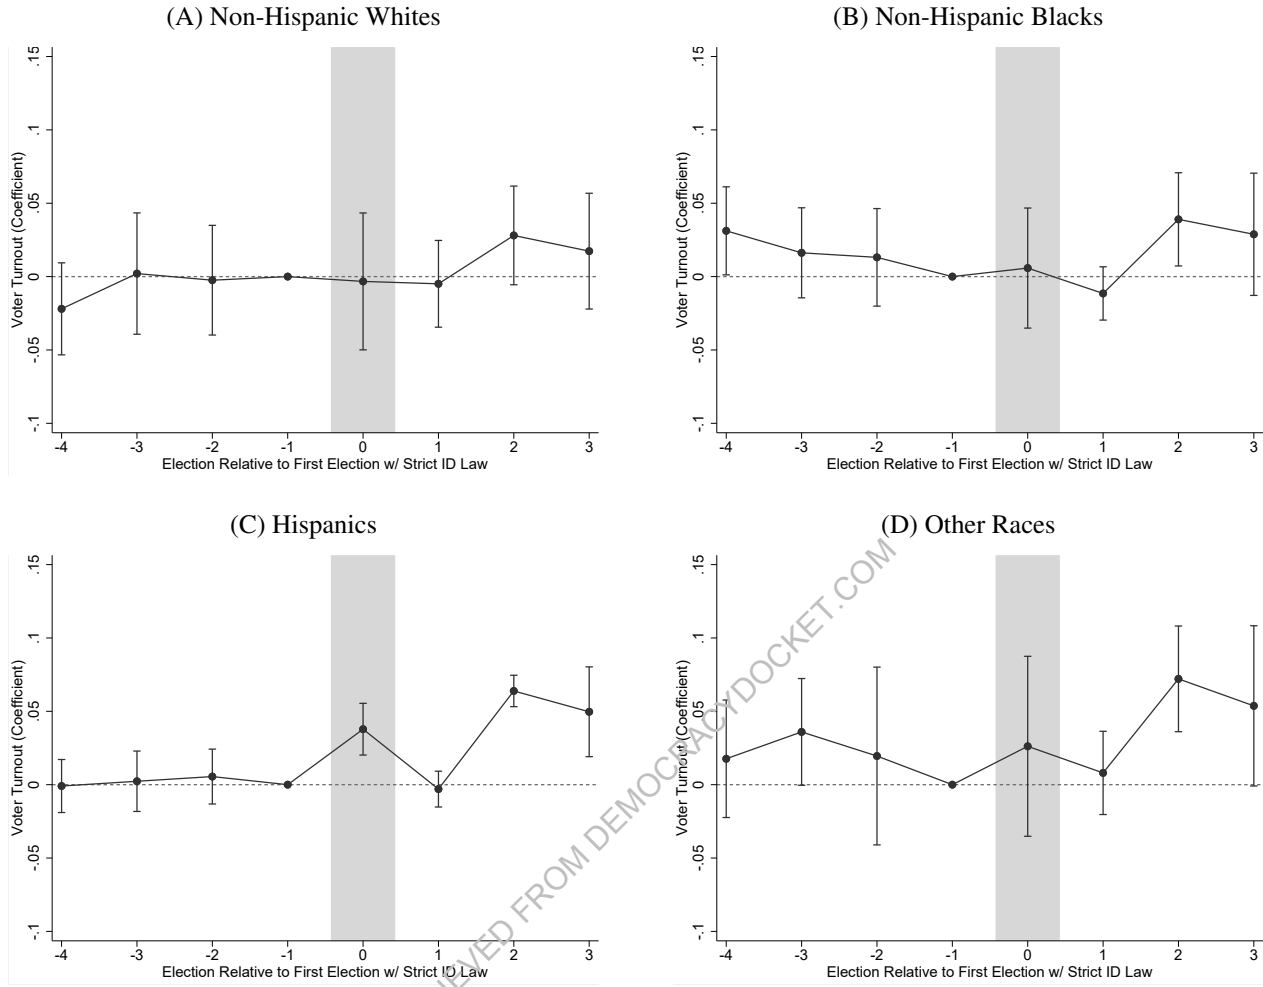 (A) Non-Hispanic Whites
Voter Turnout (Coefficient)
.15
.1
.05
0
-.05
-.1
-4 -3 -2 -1 0 1 2 3
Election Relative to First Election w/ Strict ID Law
(B) Non-Hispanic Blacks
Voter Turnout (Coefficient)
.15
.1
.05
0
-.05
-.1
-4 -3 -2 -1 0 1 2 3
Election Relative to First Election w/ Strict ID Law
(C) Hispanics
Voter Turnout (Coefficient)
.15
.1
.05
0
-.05
-.1
-4 -3 -2 -1 0 1 2 3
Election Relative to First Election w/ Strict ID Law
(D) Other Races
Voter Turnout (Coefficient)
.15
.1
.05
0
-.05
-.1
-4 -3 -2 -1 0 1 2 3
Election Relative to First Election w/ Strict ID Law
EVED FROM DEMOCRACYDOCKET.COM